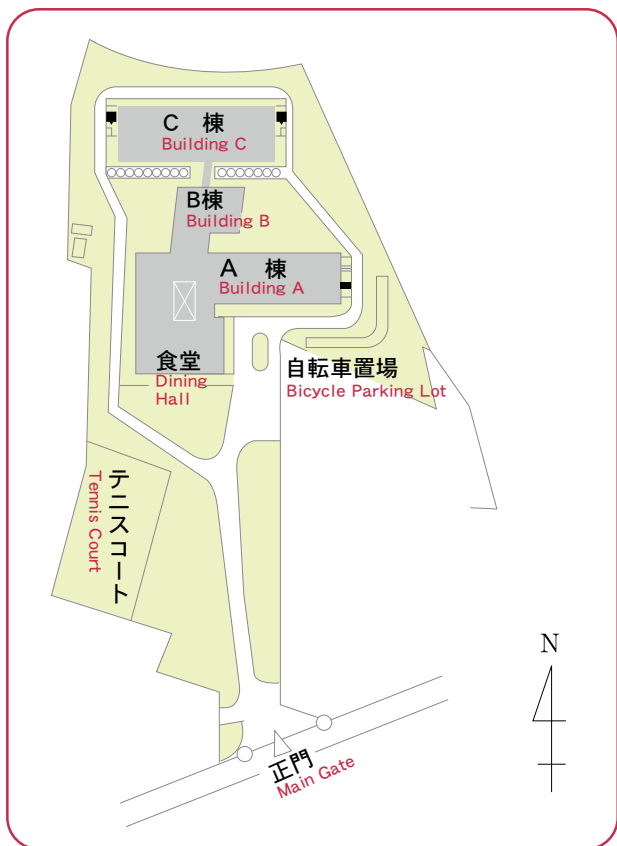 C 棟
Building C
B棟
Building B
A 棟
Building A
食堂
Dining
Hall
自転車置場
Bicycle Parking Lot
テニスコート
Tennis Court
N
正門
Main Gate